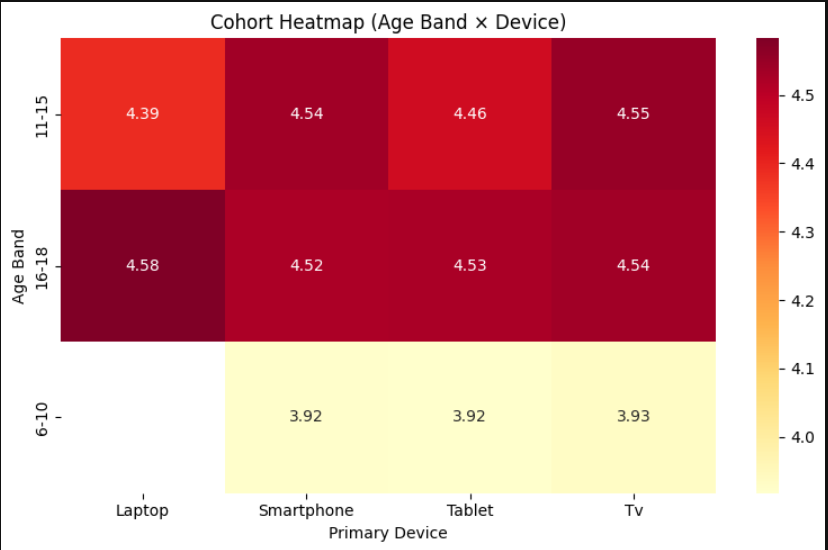 Cohort Heatmap (Age Band × Device)
11-15
4.39
4.54
4.46
4.55
4.5
4.4
Age Band
16-18
4.58
4.52
4.53
4.54
4.3
4.2
4.1
6-10
3.92
3.92
3.93
4.0
Laptop
Smartphone
Tablet
Tv
Primary Device